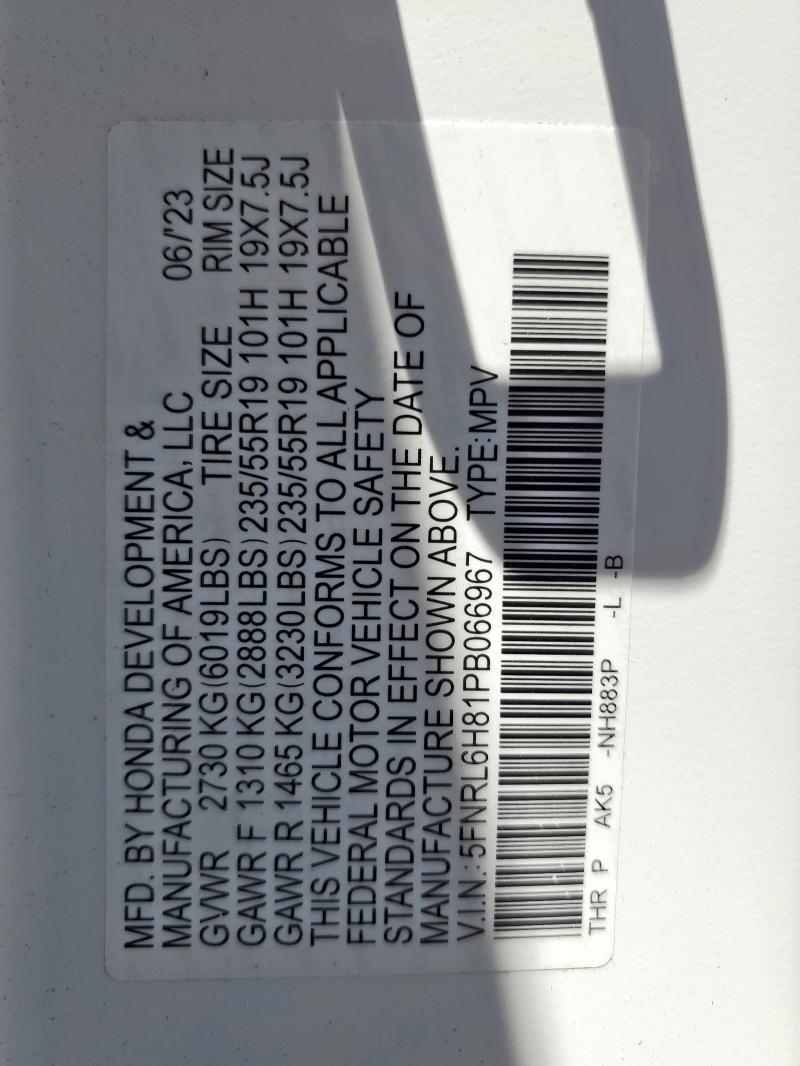 MFD. BY HONDA DEVELOPMENT &
MANUFACTURING OF AMERICA, LLC 06/'23
GVWR 2730 KG (6019LBS) TIRE SIZE RIM SIZE
GAWR F 1310 KG (2888LBS) 235/55R19 101H 19X7.5J
GAWR R 1465 KG (3230LBS) 235/55R19 101H 19X7.5J
THIS VEHICLE CONFORMS TO ALL APPLICABLE
FEDERAL MOTOR VEHICLE SAFETY
STANDARDS IN EFFECT ON THE DATE OF
MANUFACTURE SHOWN ABOVE.
V.I.N.: 5FNRL6H81PB066967 TYPE: MPV
THR P AK5 -NH883P -L -B